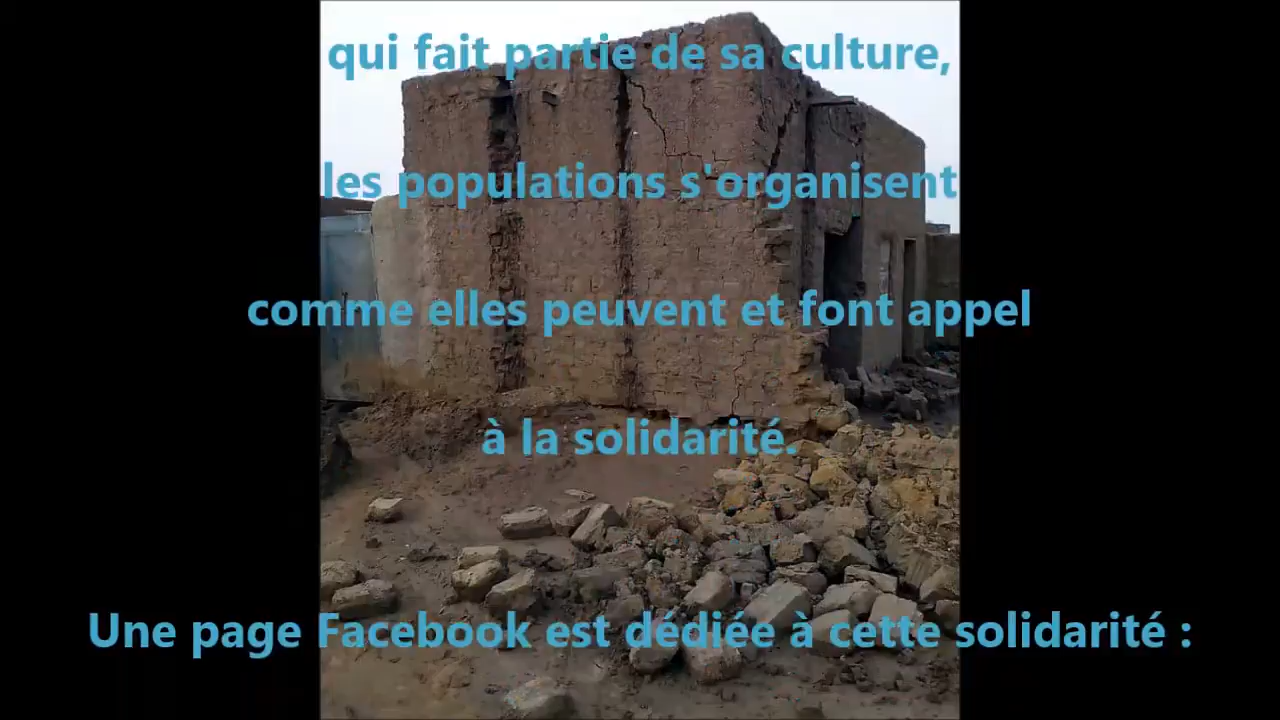 qui fait partie de sa culture,
les populations s'organisent
comme elles peuvent et font appel
à la solidarité.
Une page Facebook est dédiée à cette solidarité :